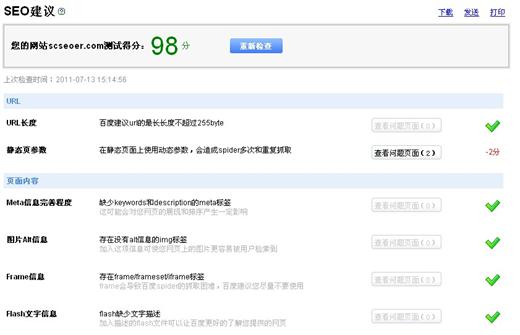 SEO建议
下载 发送 打印
您的网站scseoer.com测试得分：98 分 重新检查
上次检查时间：2011-07-13 15:14:56
URL
URL长度 百度建议url的最长长度不超过255byte 查看问题页面(0)
静态页参数 在静态页面上使用动态参数，会造成spider多次和重复抓取 查看问题页面(2) -2分
页面内容
Meta信息完善程度 缺少keywords和description的meta标签 查看问题页面(0)
这可能会对您网页的展现和排序产生一定影响
图片Alt信息 存在没有alt信息的img标签 查看问题页面(0)
加入这项信息可使您网页上的图片更容易被用户检索到
Frame信息 存在frame/frameset/iframe标签 查看问题页面(0)
frame会导致百度spider的抓取困难，百度建议您尽量不要使用
Flash文字信息 flash缺少文字描述 查看问题页面(0)
加入描述的flash文件可以让百度更好的了解您提供的网页